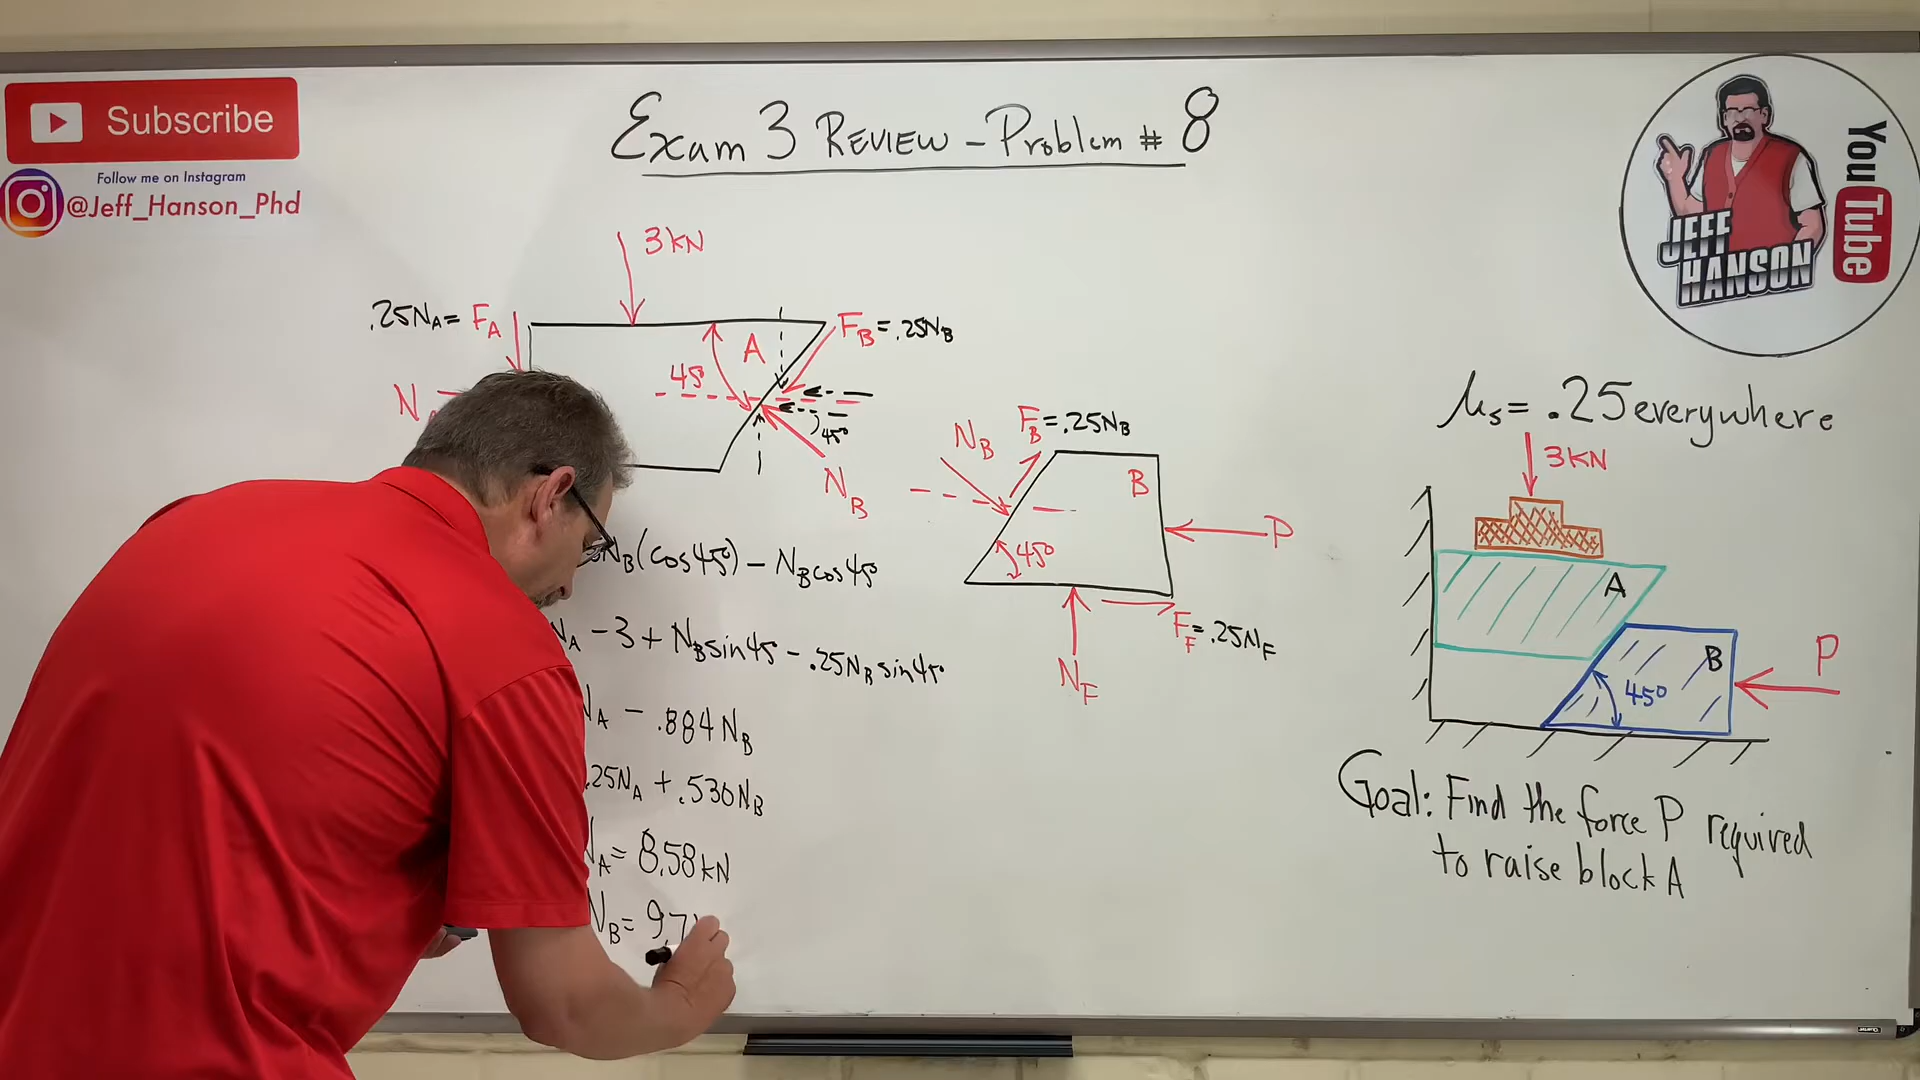 Subscribe
Follow me on Instagram
@Jeff_Hanson_Phd
Exam 3 REVIEW - Problem # 8
YouTube
JEFF
HANSON
3KN
.25NA = FA
FB = .25NB
A
45
45°
NB
FB = .25NB
NB
B
P
45°
FF = .25NF
NF
NB(cos45°) - NBcos45°
NA - 3 + NBsin45 - .25NBsin45°
NA - .884NB
.25NA + .530NB
NA = 8.58KN
NB = 9.7
μs = .25 everywhere
3KN
A
B
45°
P
Goal: Find the force P required
to raise block A